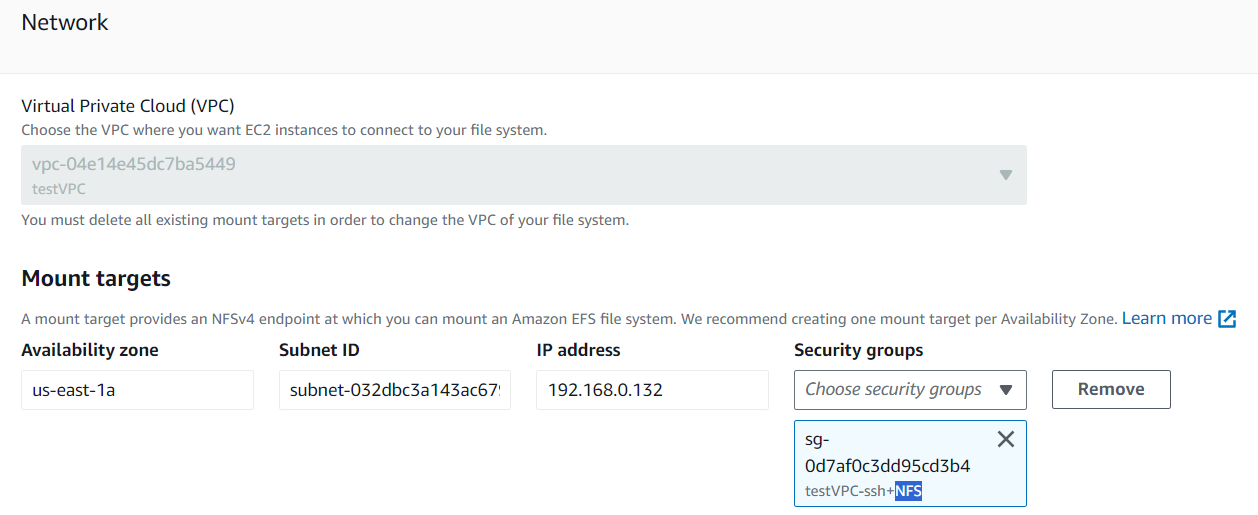 Network
Virtual Private Cloud (VPC)
Choose the VPC where you want EC2 instances to connect to your file system.
vpc-04e14e45dc7ba5449
testVPC
You must delete all existing mount targets in order to change the VPC of your file system.
Mount targets
A mount target provides an NFSv4 endpoint at which you can mount an Amazon EFS file system. We recommend creating one mount target per Availability Zone. Learn more
Availability zone Subnet ID IP address Security groups
us-east-1a subnet-032dbc3a143ac67 192.168.0.132 Choose security groups Remove
sg-
0d7af0c3dd95cd3b4
testVPC-ssh+NFS